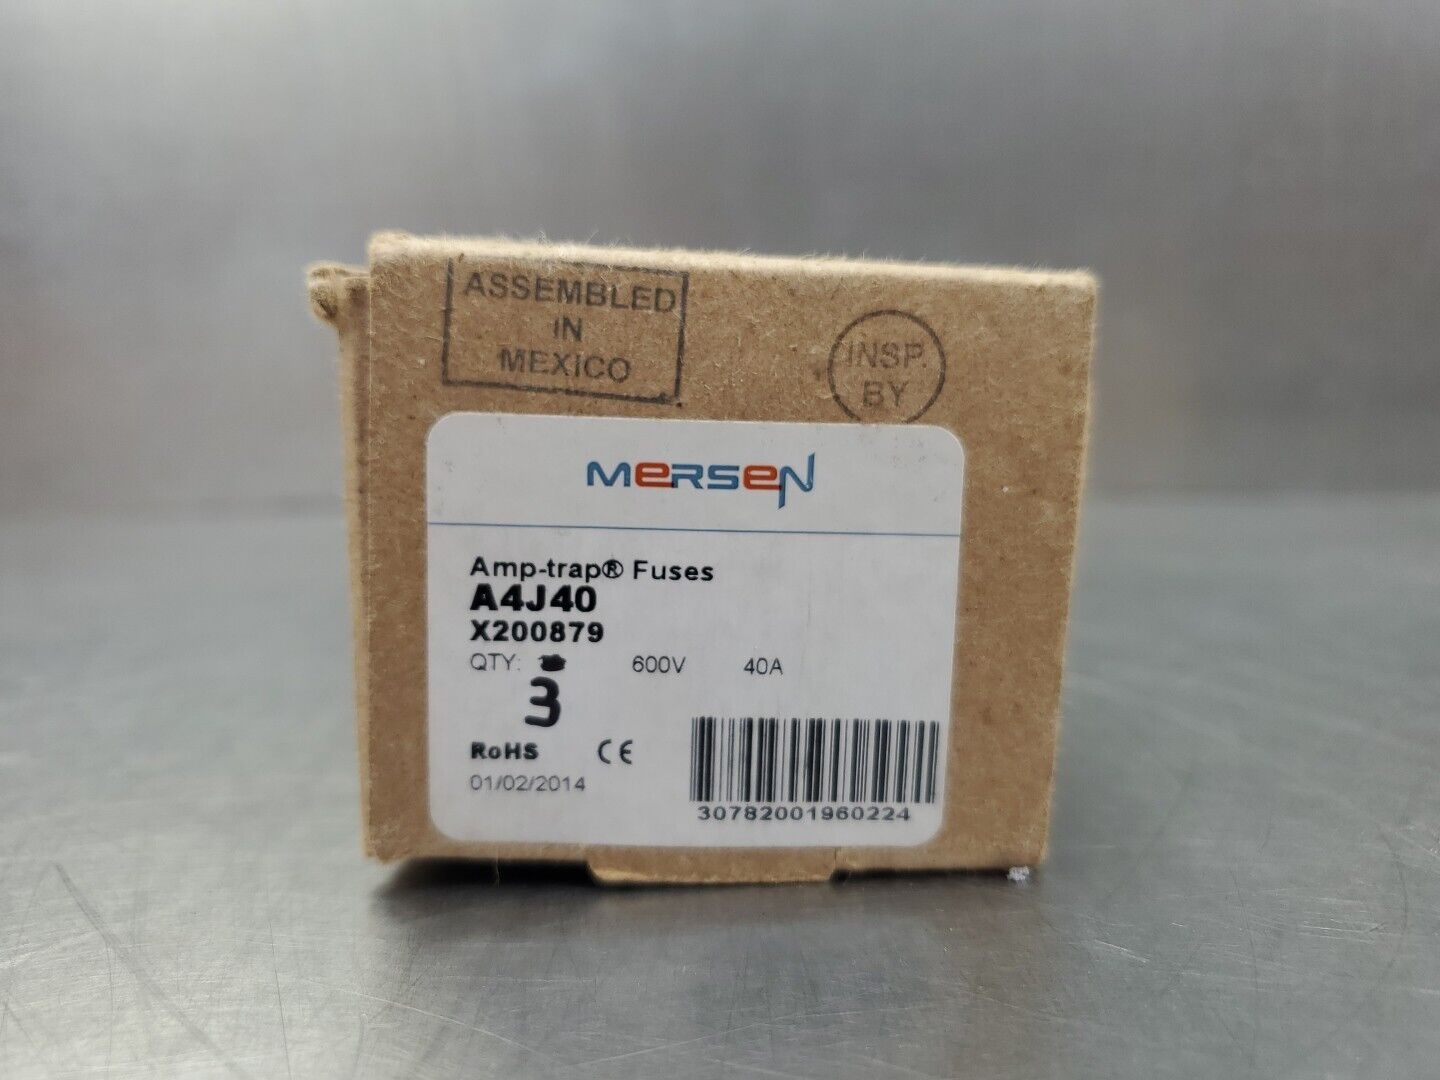 ASSEMBLED
IN
MEXICO
INSP.
BY
MERSEN
Amp-trap® Fuses
A4J40
X200879
QTY: 600V 40A
3
RoHS CE
01/02/2014
30782001960224